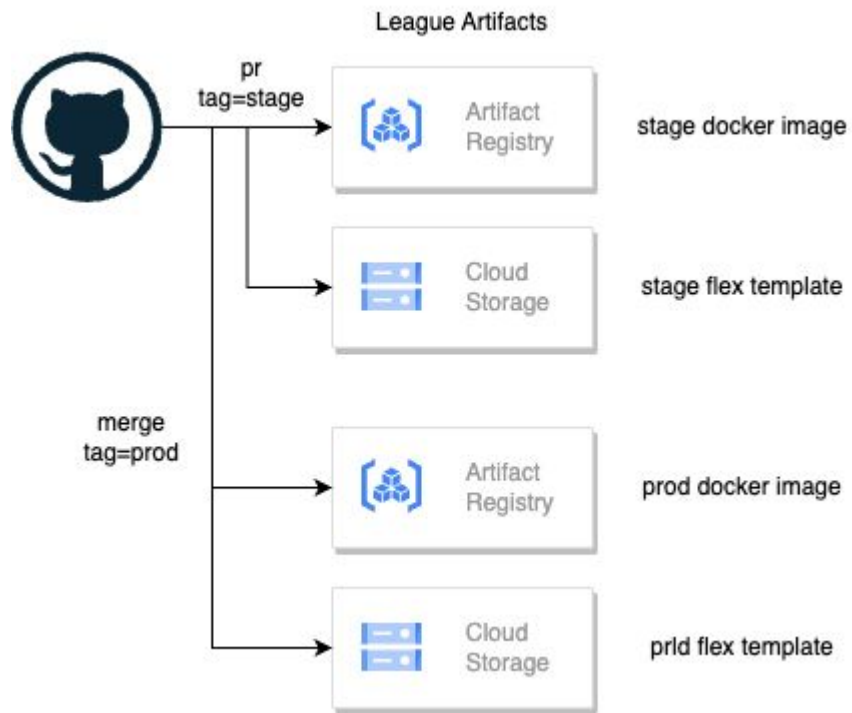 League Artifacts
pr
tag=stage
Artifact
Registry
stage docker image
Cloud
Storage
stage flex template
merge
tag=prod
Artifact
Registry
prod docker image
Cloud
Storage
prld flex template